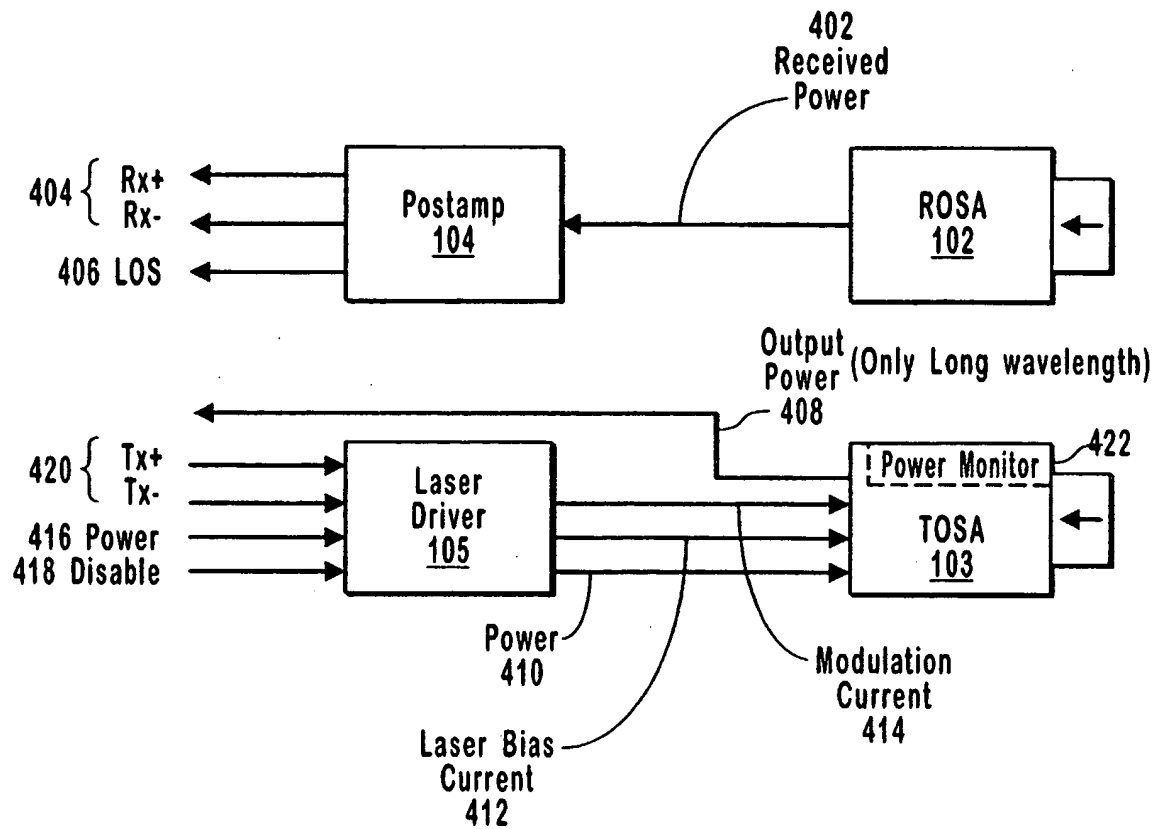 402
Received
Power
404 { Rx+
Rx-
406 LOS
Postamp
104
ROSA
102
Output
Power
408
(Only Long wavelength)
420 { Tx+
Tx-
416 Power
418 Disable
Laser
Driver
105
Power Monitor
422
TOSA
103
Power
410
Modulation
Current
414
Laser Bias
Current
412